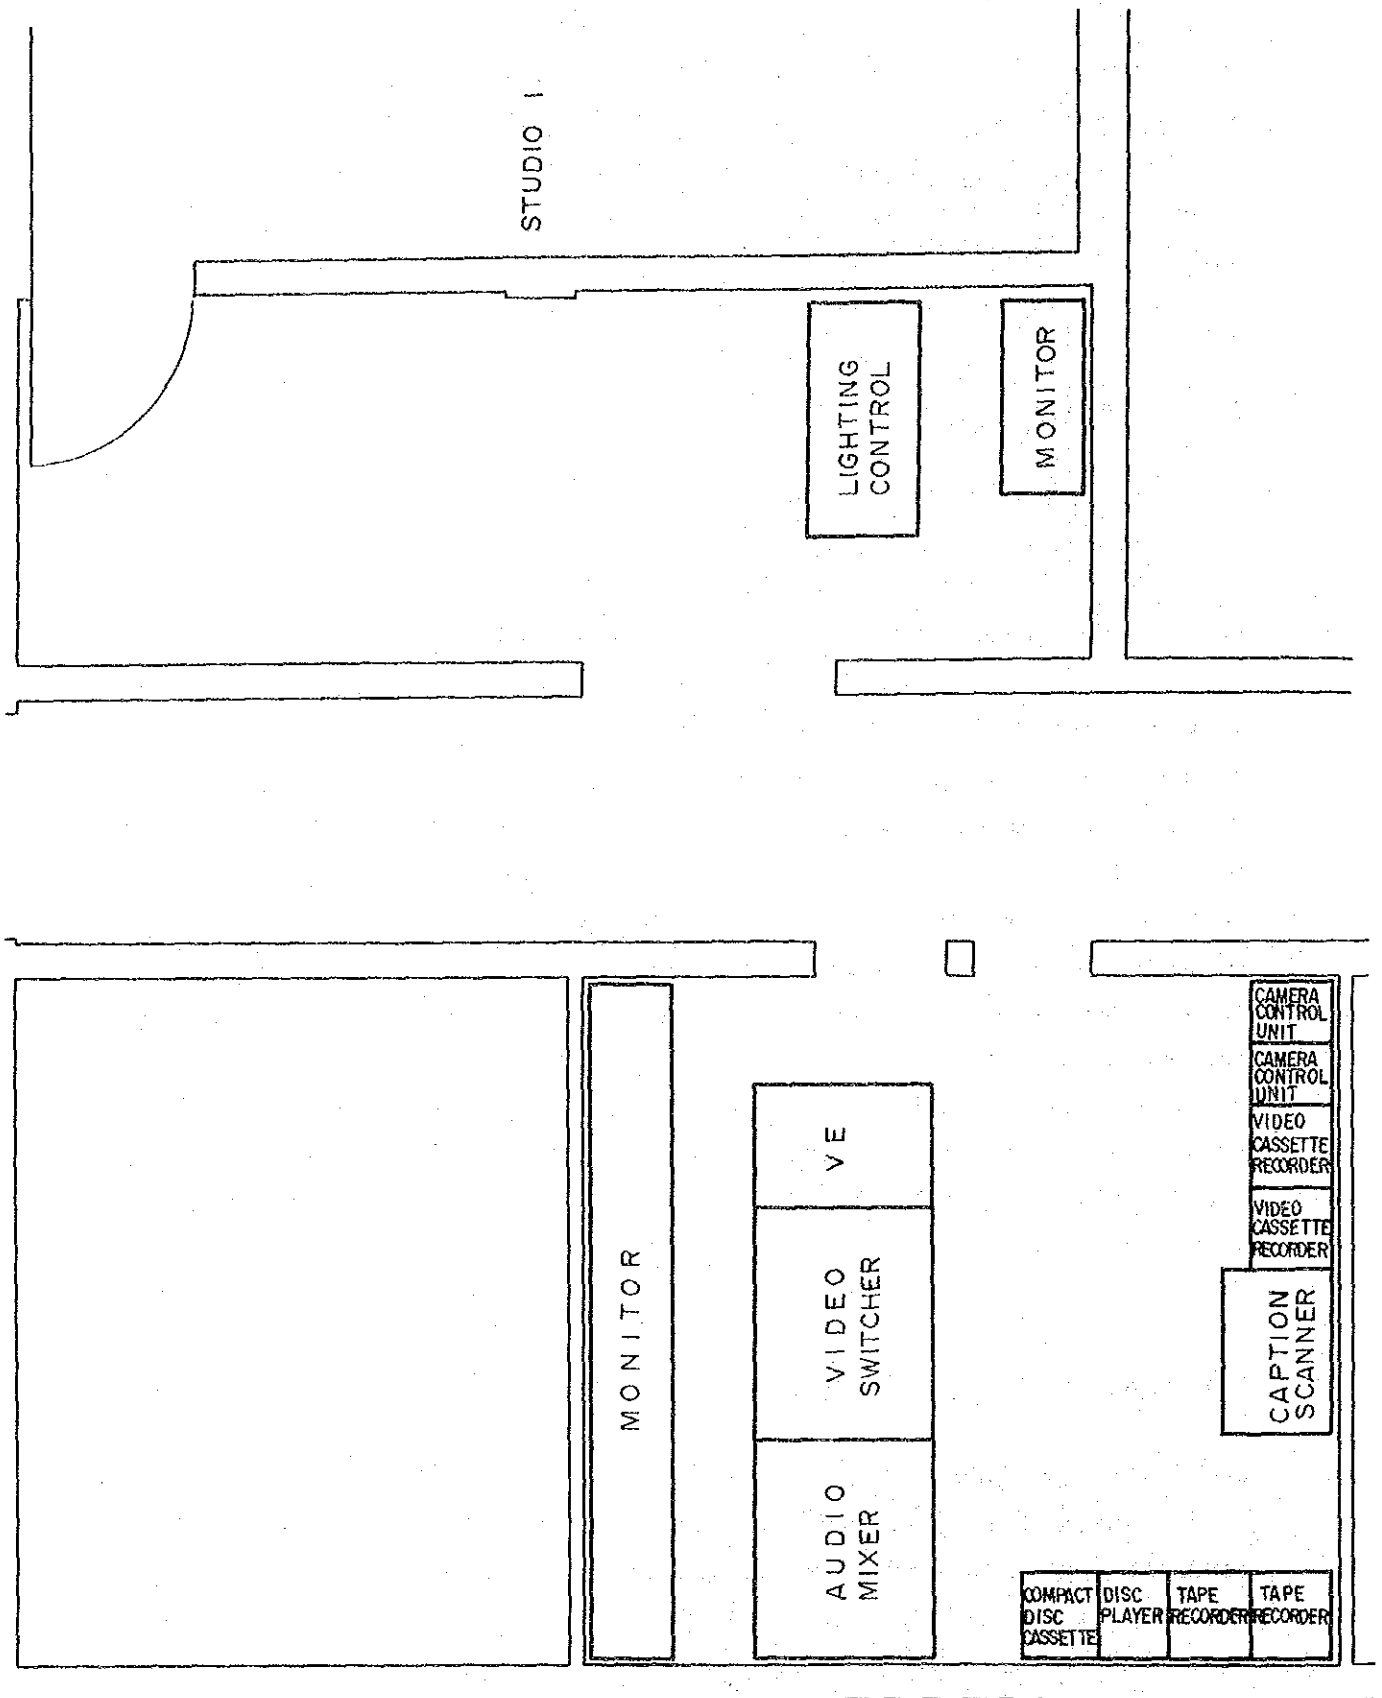 STUDIO 1
LIGHTING
CONTROL
MONITOR
MONITOR
VE
VIDEO
SWITCHER
AUDIO
MIXER
CAMERA
CONTROL
UNIT
CAMERA
CONTROL
UNIT
VIDEO
CASSETTE
RECORDER
VIDEO
CASSETTE
RECORDER
CAPTION
SCANNER
COMPACT
DISC
CASSETTE
DISC
PLAYER
TAPE
RECORDER
TAPE
RECORDER